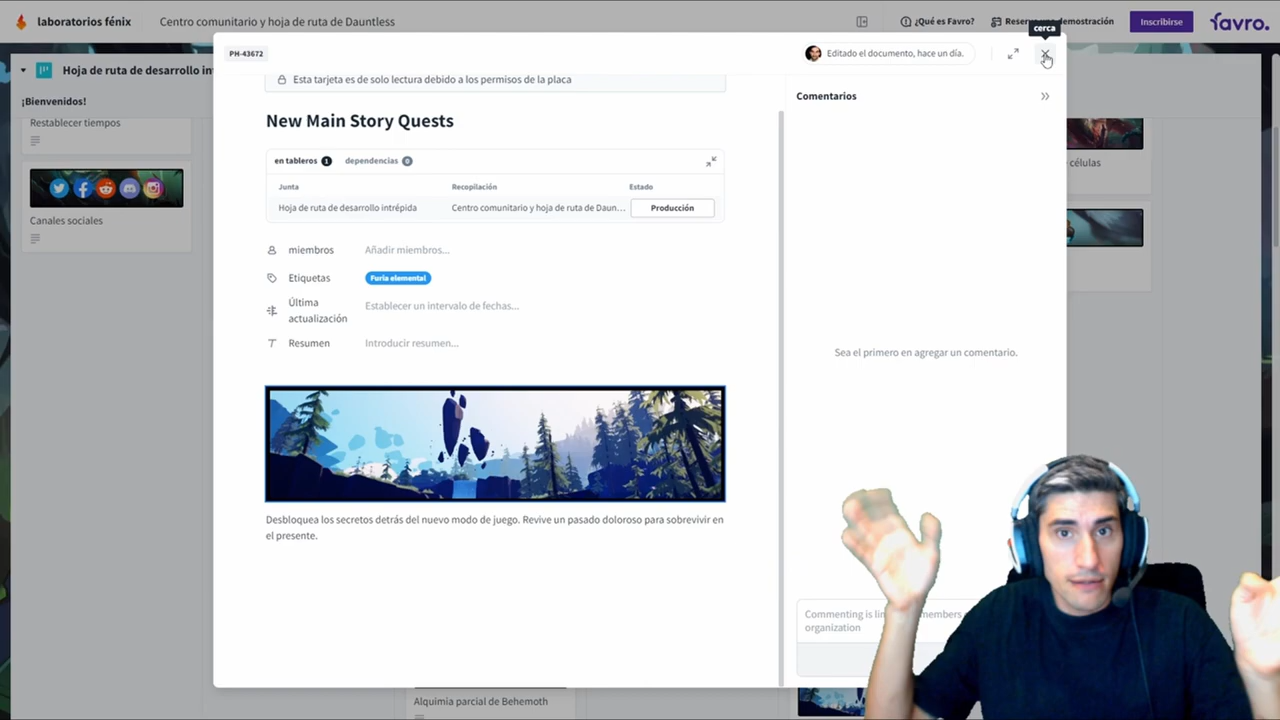 laboratorios fénix
Centro comunitario y hoja de ruta de Dauntless
¿Qué es Favro?
Inscribirse
favro.
cerca
PH-43672
Editado el documento, hace un día.
Hoja de ruta de desarrollo
¡Bienvenidos!
Restablecer tiempos
Canales sociales
Esta tarjeta es de solo lectura debido a los permisos de la placa
New Main Story Quests
en tableros 1
dependencias 0
Junta
Recopilación
Estado
Hoja de ruta de desarrollo intrépida
Centro comunitario y hoja de ruta de Daun...
Producción
miembros
Añadir miembros...
Etiquetas
Furia elemental
Última
actualización
Establecer un intervalo de fechas...
Resumen
Introducir resumen...
Desbloquea los secretos detrás del nuevo modo de juego. Revive un pasado doloroso para sobrevivir en
el presente.
Comentarios
Sea el primero en agregar un comentario.
Commenting is
organization
células
Alquimia parcial de Behemoth